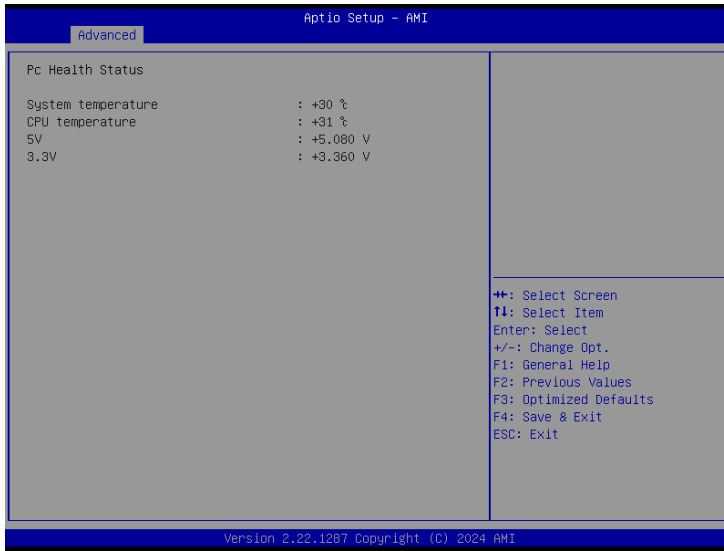 Aptio Setup - AMI
Advanced
Pc Health Status
System temperature : +30 ℃
CPU temperature : +31 ℃
5V : +5.080 V
3.3V : +3.360 V
→←: Select Screen
↑↓: Select Item
Enter: Select
+/-: Change Opt.
F1: General Help
F2: Previous Values
F3: Optimized Defaults
F4: Save & Exit
ESC: Exit
Version 2.22.1287 Copyright (C) 2024 AMI